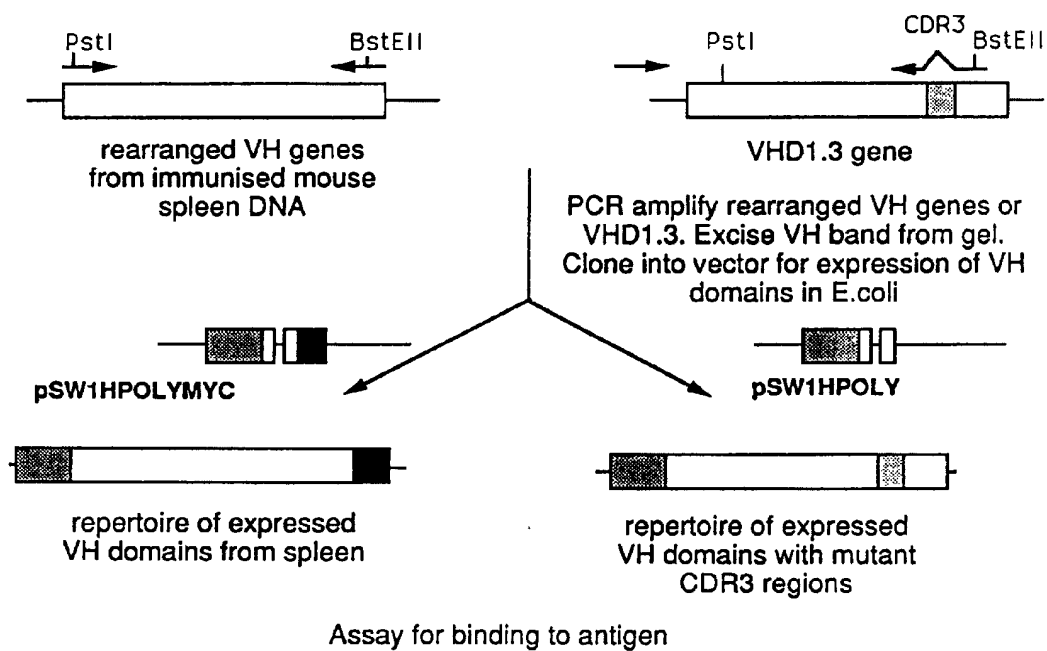 PstI
BstEII
rearranged VH genes
from immunised mouse
spleen DNA
PstI
CDR3
BstEII
VHD1.3 gene
PCR amplify rearranged VH genes or
VHD1.3. Excise VH band from gel.
Clone into vector for expression of VH
domains in E.coli
pSW1HPOLYMYC
pSW1HPOLY
repertoire of expressed
VH domains from spleen
repertoire of expressed
VH domains with mutant
CDR3 regions
Assay for binding to antigen